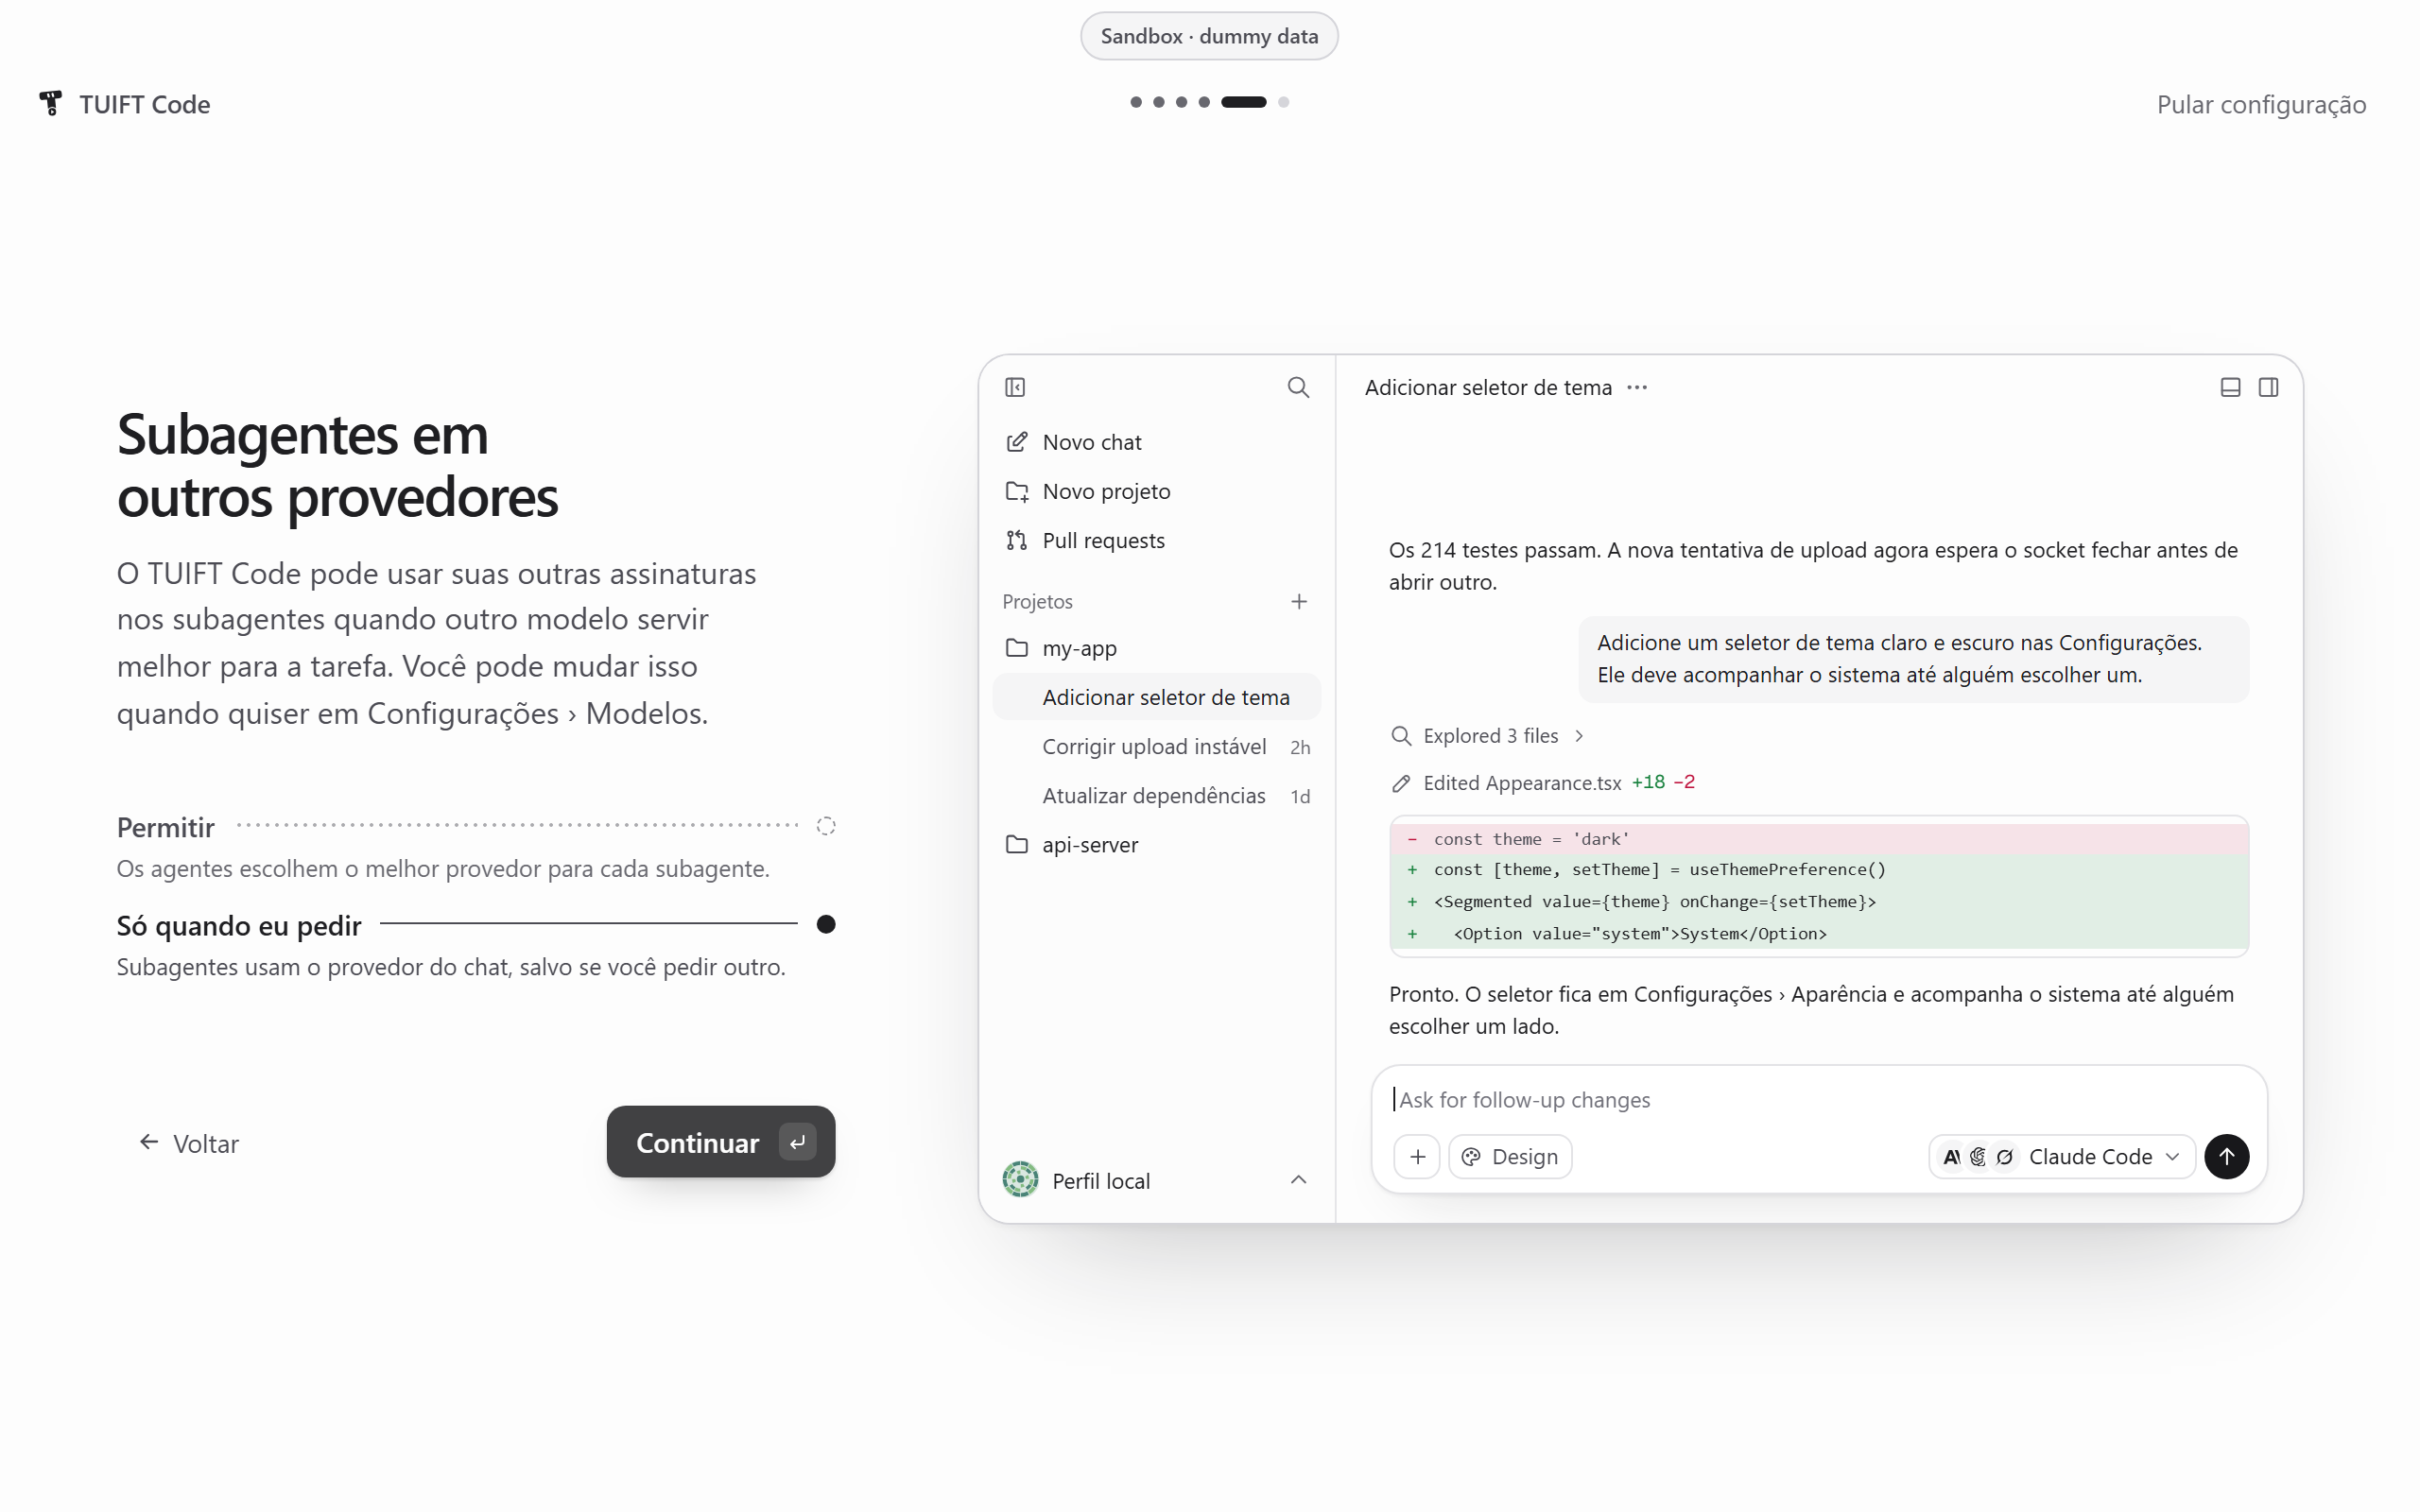 Sandbox · dummy data
TUIFT Code
Pular configuração
Subagentes em
outros provedores
O TUIFT Code pode usar suas outras assinaturas
nos subagentes quando outro modelo servir
melhor para a tarefa. Você pode mudar isso
quando quiser em Configurações › Modelos.
Permitir
Os agentes escolhem o melhor provedor para cada subagente.
Só quando eu pedir
Subagentes usam o provedor do chat, salvo se você pedir outro.
Voltar
Continuar
Novo chat
Novo projeto
Pull requests
Projetos
my-app
Adicionar seletor de tema
Corrigir upload instável 2h
Atualizar dependências 1d
api-server
Perfil local
Adicionar seletor de tema
Os 214 testes passam. A nova tentativa de upload agora espera o socket fechar antes de
abrir outro.
Adicione um seletor de tema claro e escuro nas Configurações.
Ele deve acompanhar o sistema até alguém escolher um.
Explored 3 files
Edited Appearance.tsx +18 −2
− const theme = 'dark'
+ const [theme, setTheme] = useThemePreference()
+ <Segmented value={theme} onChange={setTheme}>
+ <Option value="system">System</Option>
Pronto. O seletor fica em Configurações › Aparência e acompanha o sistema até alguém
escolher um lado.
Ask for follow-up changes
Design
Claude Code